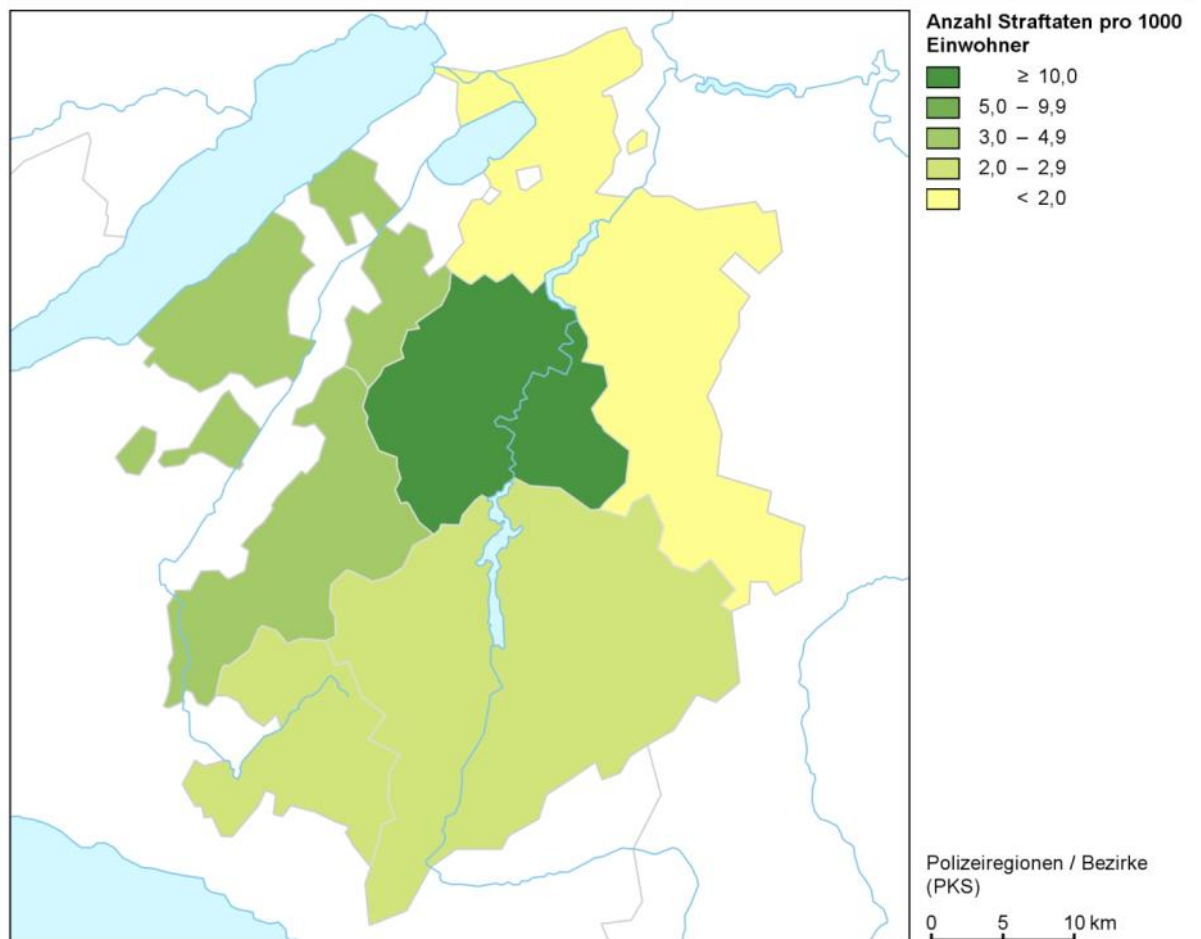 Anzahl Straftaten pro 1000
Einwohner
≥ 10,0
5,0 – 9,9
3,0 – 4,9
2,0 – 2,9
< 2,0
Polizeiregionen / Bezirke
(PKS)
0 5 10 km